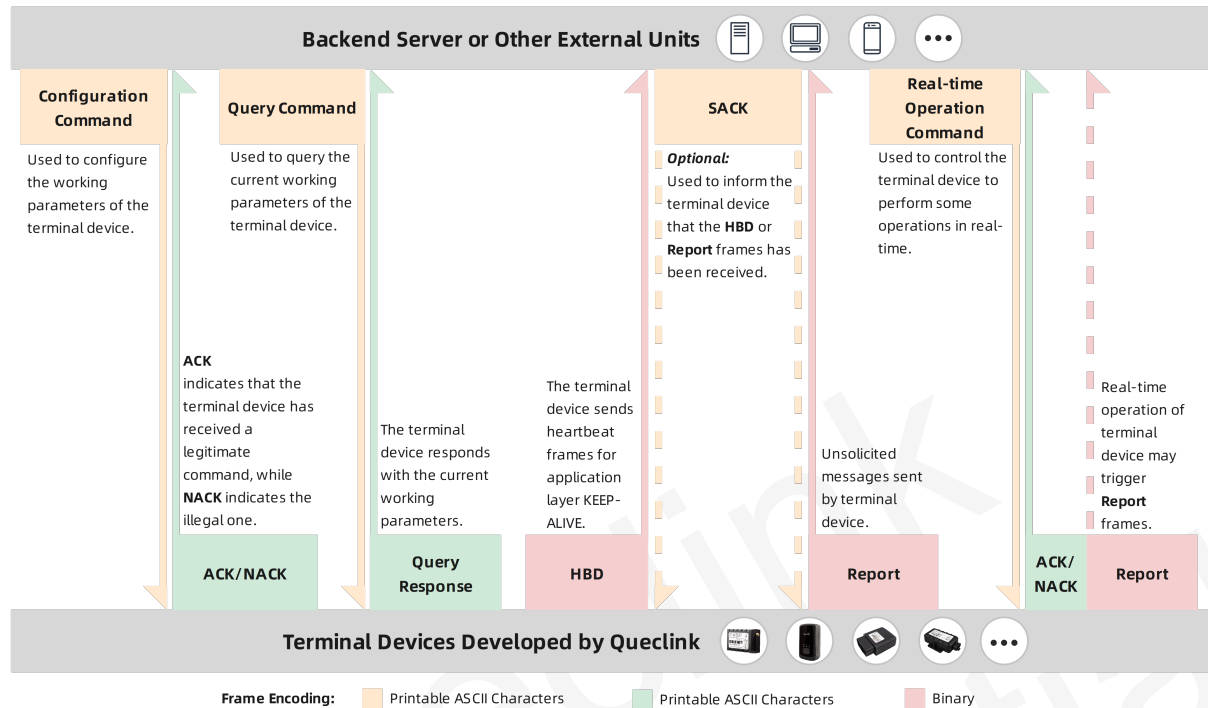 Backend Server or Other External Units
Configuration
Command
Used to configure
the working
parameters of the
terminal device.
ACK
indicates that the
terminal device has
received a
legitimate
command, while
NACK indicates the
illegal one.
ACK/NACK
Query Command
Used to query the
current working
parameters of the
terminal device.
The terminal
device responds
with the current
working
parameters.
Query
Response
The terminal
device sends
heartbeat
frames for
application
layer KEEP-
ALIVE.
HBD
SACK
Optional:
Used to inform the
terminal device
that the HBD or
Report frames has
been received.
Unsolicited
messages sent
by terminal
device.
Report
Real-time
Operation
Command
Used to control the
terminal device to
perform some
operations in real-
time.
ACK/
NACK
Real-time
operation of
terminal
device may
trigger
Report
frames.
Report
Terminal Devices Developed by Queclink
Frame Encoding:
Printable ASCII Characters
Printable ASCII Characters
Binary